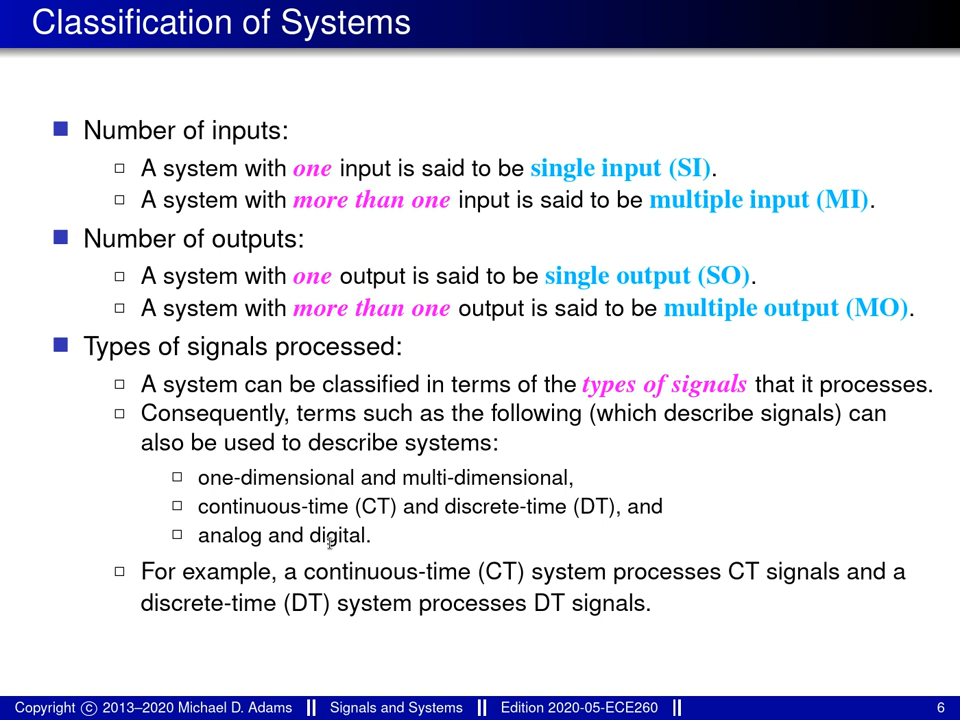 Classification of Systems
Number of inputs:
A system with one input is said to be single input (SI).
A system with more than one input is said to be multiple input (MI).
Number of outputs:
A system with one output is said to be single output (SO).
A system with more than one output is said to be multiple output (MO).
Types of signals processed:
A system can be classified in terms of the types of signals that it processes.
Consequently, terms such as the following (which describe signals) can
also be used to describe systems:
one-dimensional and multi-dimensional,
continuous-time (CT) and discrete-time (DT), and
analog and digital.
For example, a continuous-time (CT) system processes CT signals and a
discrete-time (DT) system processes DT signals.
Copyright © 2013–2020 Michael D. Adams Signals and Systems Edition 2020-05-ECE260 6